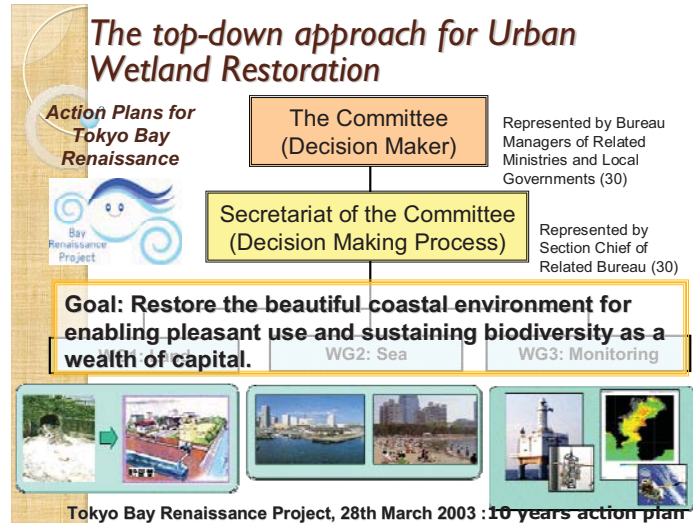 The top-down approach for Urban
Wetland Restoration
Action Plans for
Tokyo Bay
Renaissance
Bay
Renaissance
Project
The Committee
(Decision Maker)
Represented by Bureau
Managers of Related
Ministries and Local
Governments (30)
Secretariat of the Committee
(Decision Making Process)
Represented by
Section Chief of
Related Bureau (30)
Goal: Restore the beautiful coastal environment for
enabling pleasant use and sustaining biodiversity as a
wealth of capital.
WG1: Land
WG2: Sea
WG3: Monitoring
Tokyo Bay Renaissance Project, 28th March 2003 :10 years action plan